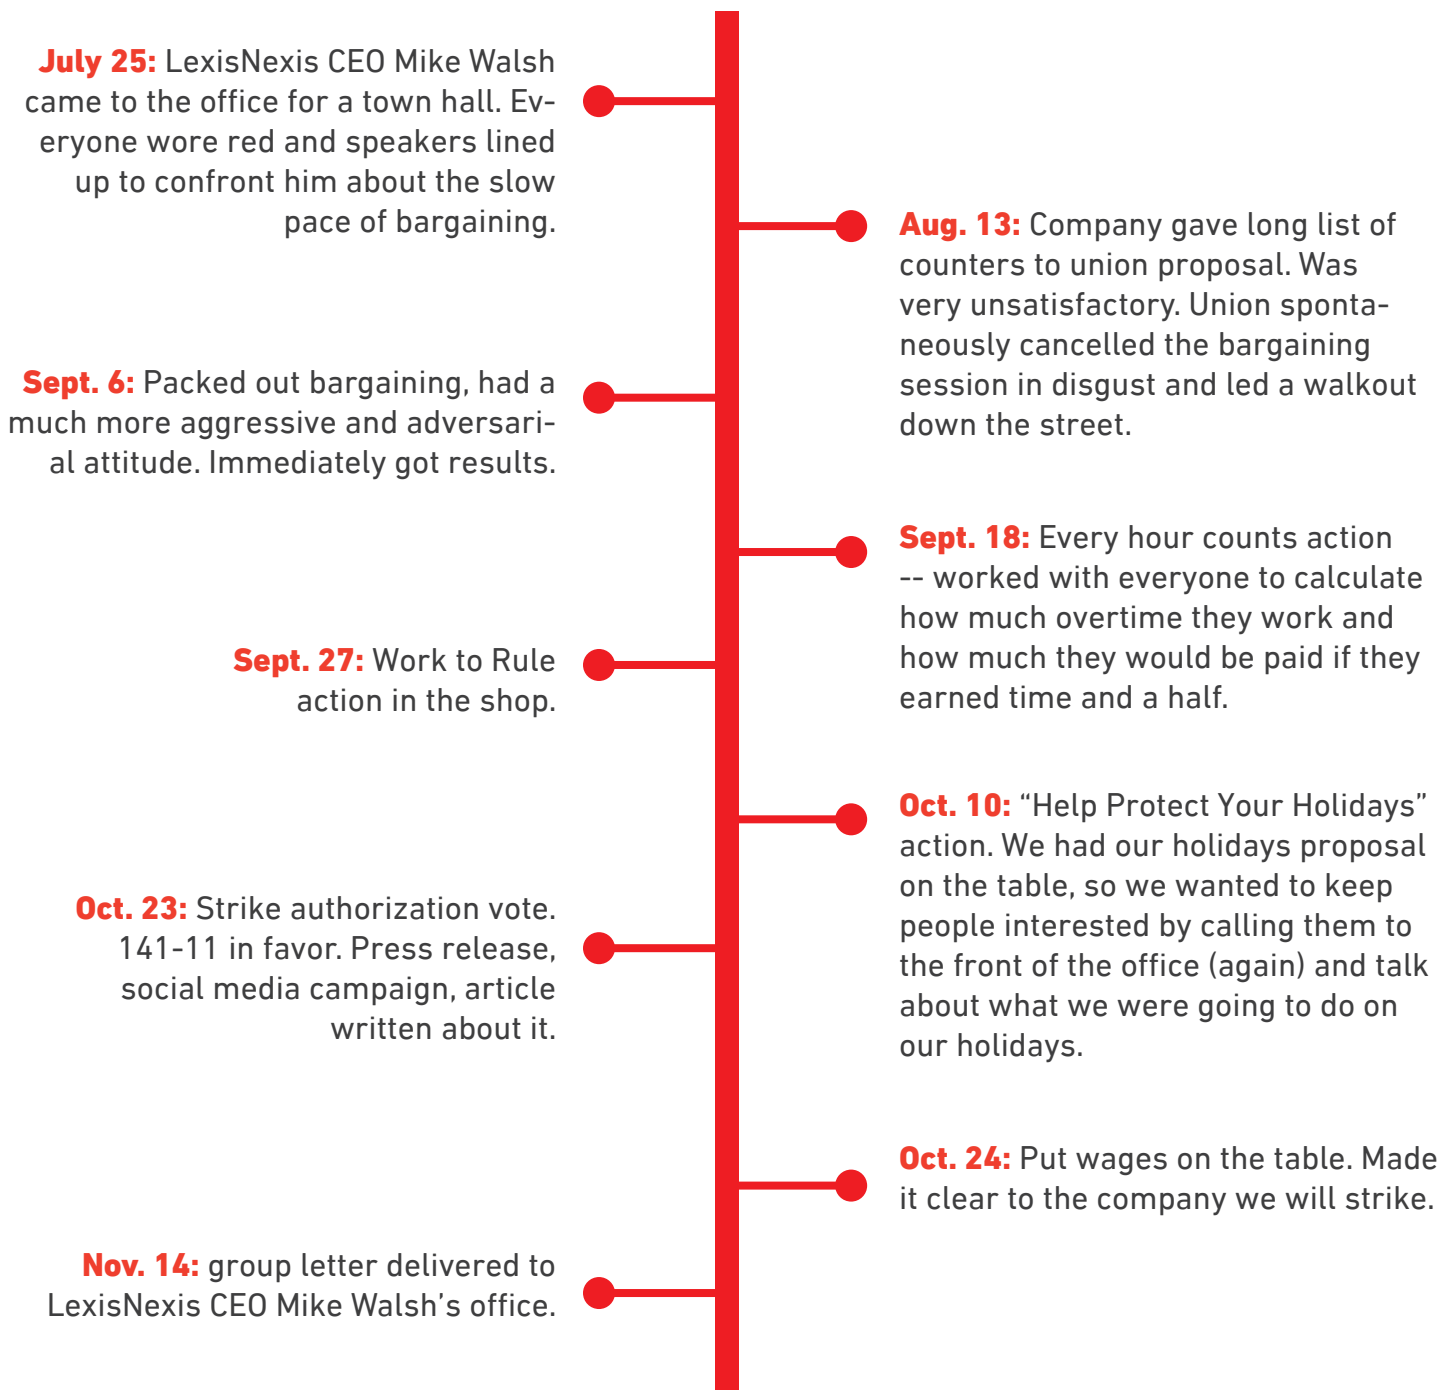 July 25: LexisNexis CEO Mike Walsh
came to the office for a town hall. Ev-
eryone wore red and speakers lined
up to confront him about the slow
pace of bargaining.
Aug. 13: Company gave long list of
counters to union proposal. Was
very unsatisfactory. Union sponta-
neously cancelled the bargaining
session in disgust and led a walkout
down the street.
Sept. 6: Packed out bargaining, had a
much more aggressive and adversari-
al attitude. Immediately got results.
Sept. 18: Every hour counts action
-- worked with everyone to calculate
how much overtime they work and
how much they would be paid if they
earned time and a half.
Sept. 27: Work to Rule
action in the shop.
Oct. 10: “Help Protect Your Holidays”
action. We had our holidays proposal
on the table, so we wanted to keep
people interested by calling them to
the front of the office (again) and talk
about what we were going to do on
our holidays.
Oct. 23: Strike authorization vote.
141-11 in favor. Press release,
social media campaign, article
written about it.
Oct. 24: Put wages on the table. Made
it clear to the company we will strike.
Nov. 14: group letter delivered to
LexisNexis CEO Mike Walsh’s office.